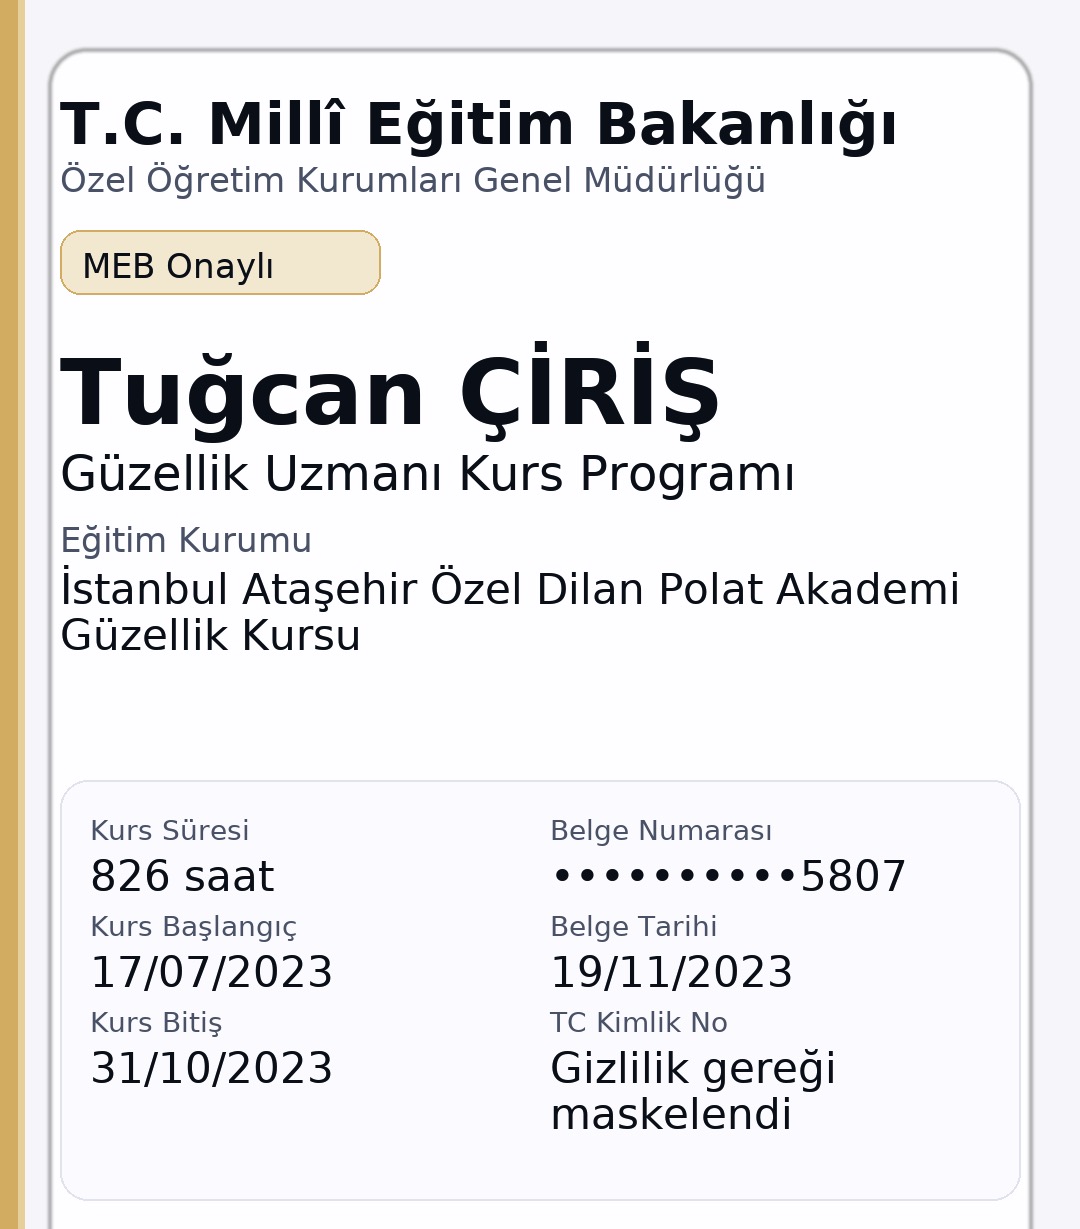 T.C. Millî Eğitim Bakanlığı
Özel Öğretim Kurumları Genel Müdürlüğü
MEB Onaylı
Tuğcan ÇİRİŞ
Güzellik Uzmanı Kurs Programı
Eğitim Kurumu
İstanbul Ataşehir Özel Dilan Polat Akademi
Güzellik Kursu
Kurs Süresi
826 saat
Kurs Başlangıç
17/07/2023
Kurs Bitiş
31/10/2023
Belge Numarası
••••••••••5807
Belge Tarihi
19/11/2023
TC Kimlik No
Gizlilik gereği
maskelendi